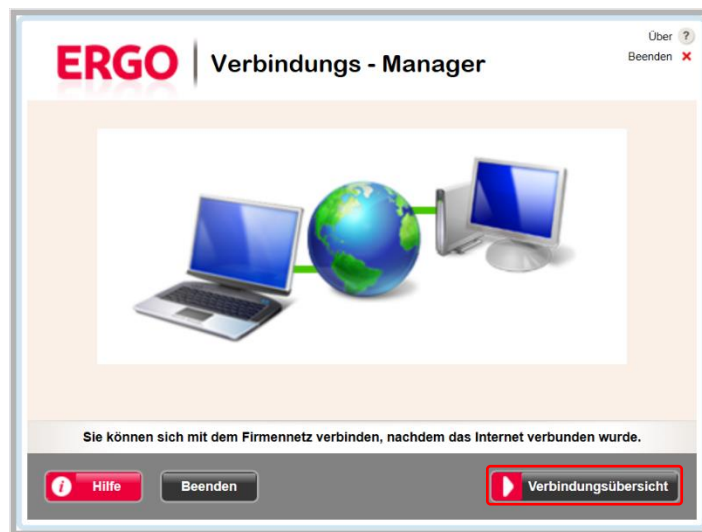 ERGO
Verbindungs - Manager
Über ?
Beenden
Sie können sich mit dem Firmennetz verbinden, nachdem das Internet verbunden wurde.
i Hilfe
Beenden
Verbindungsübersicht